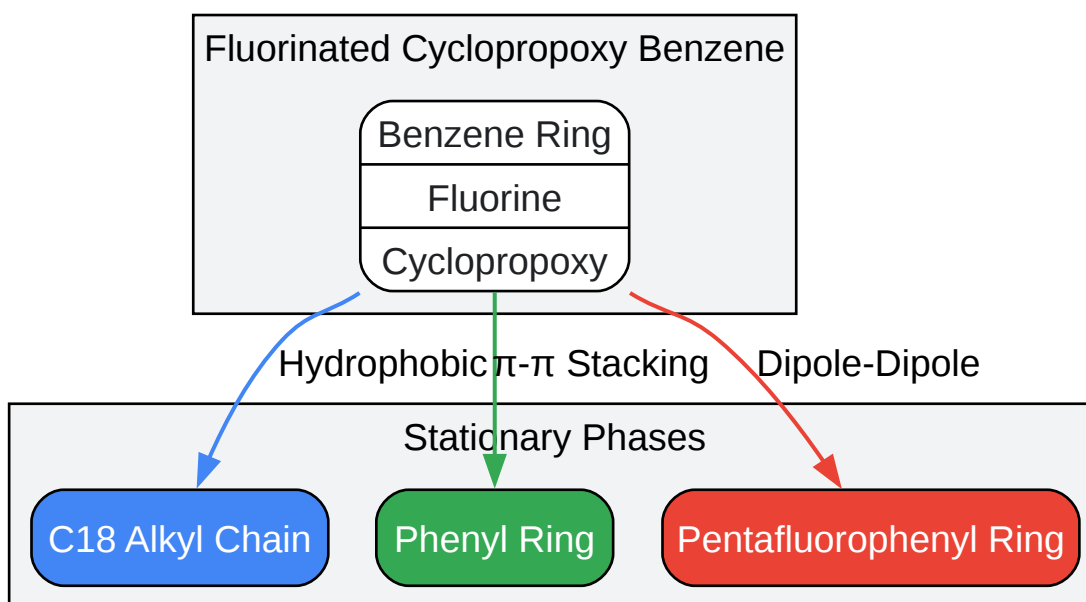 Fluorinated Cyclopropoxy Benzene
Benzene Ring
Fluorine
Cyclopropoxy
Hydrophobic
π-π Stacking
Dipole-Dipole
Stationary Phases
C18 Alkyl Chain
Phenyl Ring
Pentafluorophenyl Ring